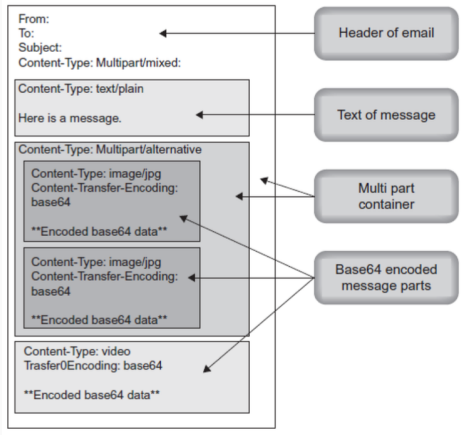 From:
To:
Subject:
Content-Type: Multipart/mixed:
Content-Type: text/plain
Here is a message.
Content-Type: Multipart/alternative
Content-Type: image/jpg
Content-Transfer-Encoding:
base64
**Encoded base64 data**
Content-Type: image/jpg
Content-Transfer-Encoding:
base64
**Encoded base64 data**
Content-Type: video
Trasfer0Encoding: base64
**Encoded base64 data**
Header of email
Text of message
Multi part
container
Base64 encoded
message parts